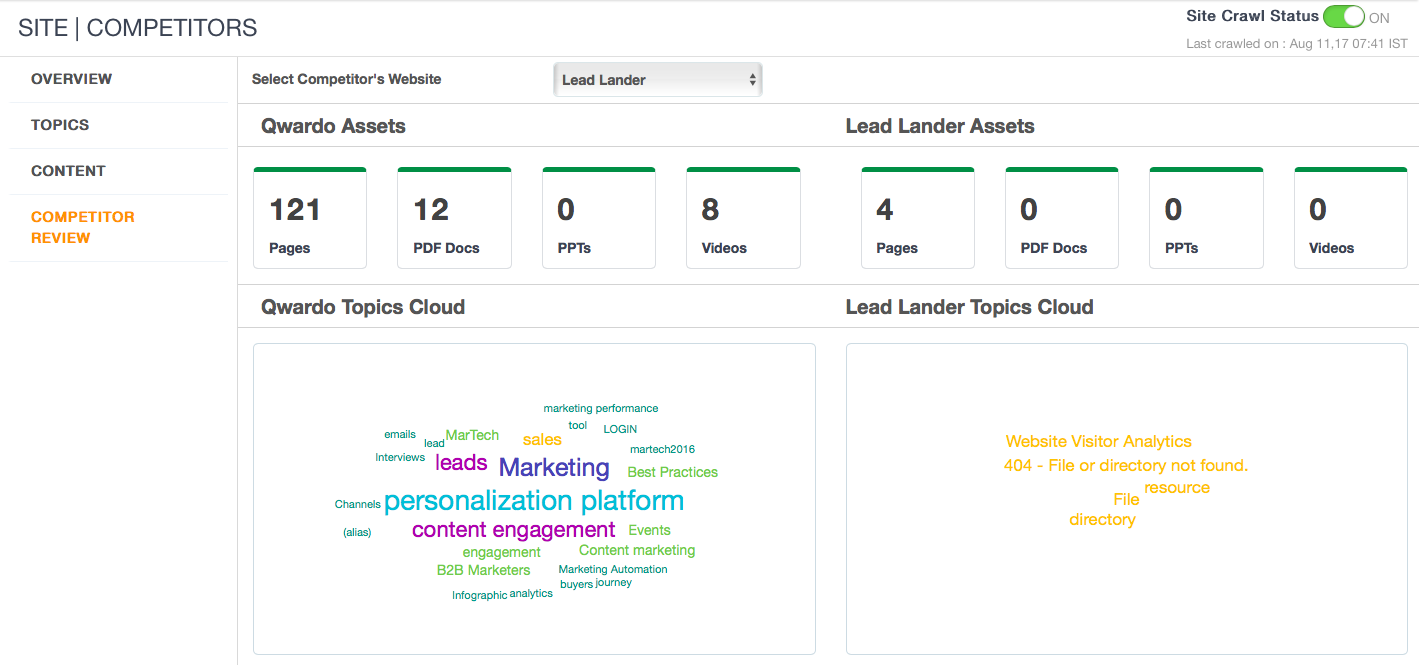 SITE | COMPETITORS
Site Crawl Status ON
Last crawled on : Aug 11,17 07:41 IST
OVERVIEW
TOPICS
CONTENT
COMPETITOR
REVIEW
Select Competitor's Website Lead Lander
Qwardo Assets Lead Lander Assets
121 12 0 8 4 0 0 0
Pages PDF Docs PPTs Videos Pages PDF Docs PPTs Videos
Qwardo Topics Cloud Lead Lander Topics Cloud
marketing performance
tool LOGIN
emails lead MarTech sales
martech2016
Interviews leads Marketing Best Practices
Channels personalization platform
(alias) content engagement Events
engagement Content marketing
B2B Marketers Marketing Automation
buyers journey
Infographic analytics
Website Visitor Analytics
404 - File or directory not found.
resource
File
directory